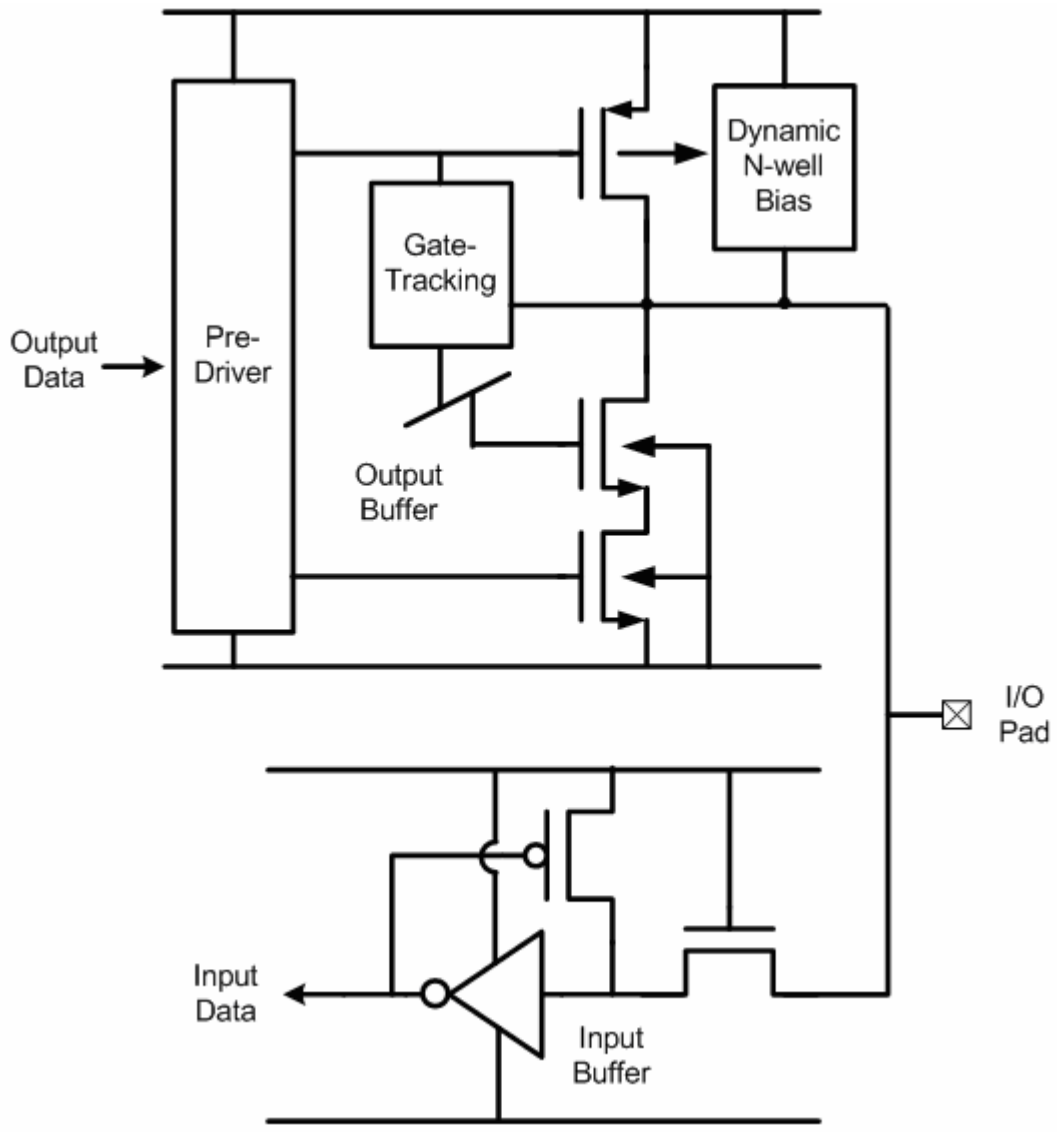 Dynamic
N-well
Bias
Gate-
Tracking
Output
Data
Pre-
Driver
Output
Buffer
I/O
Pad
Input
Data
Input
Buffer